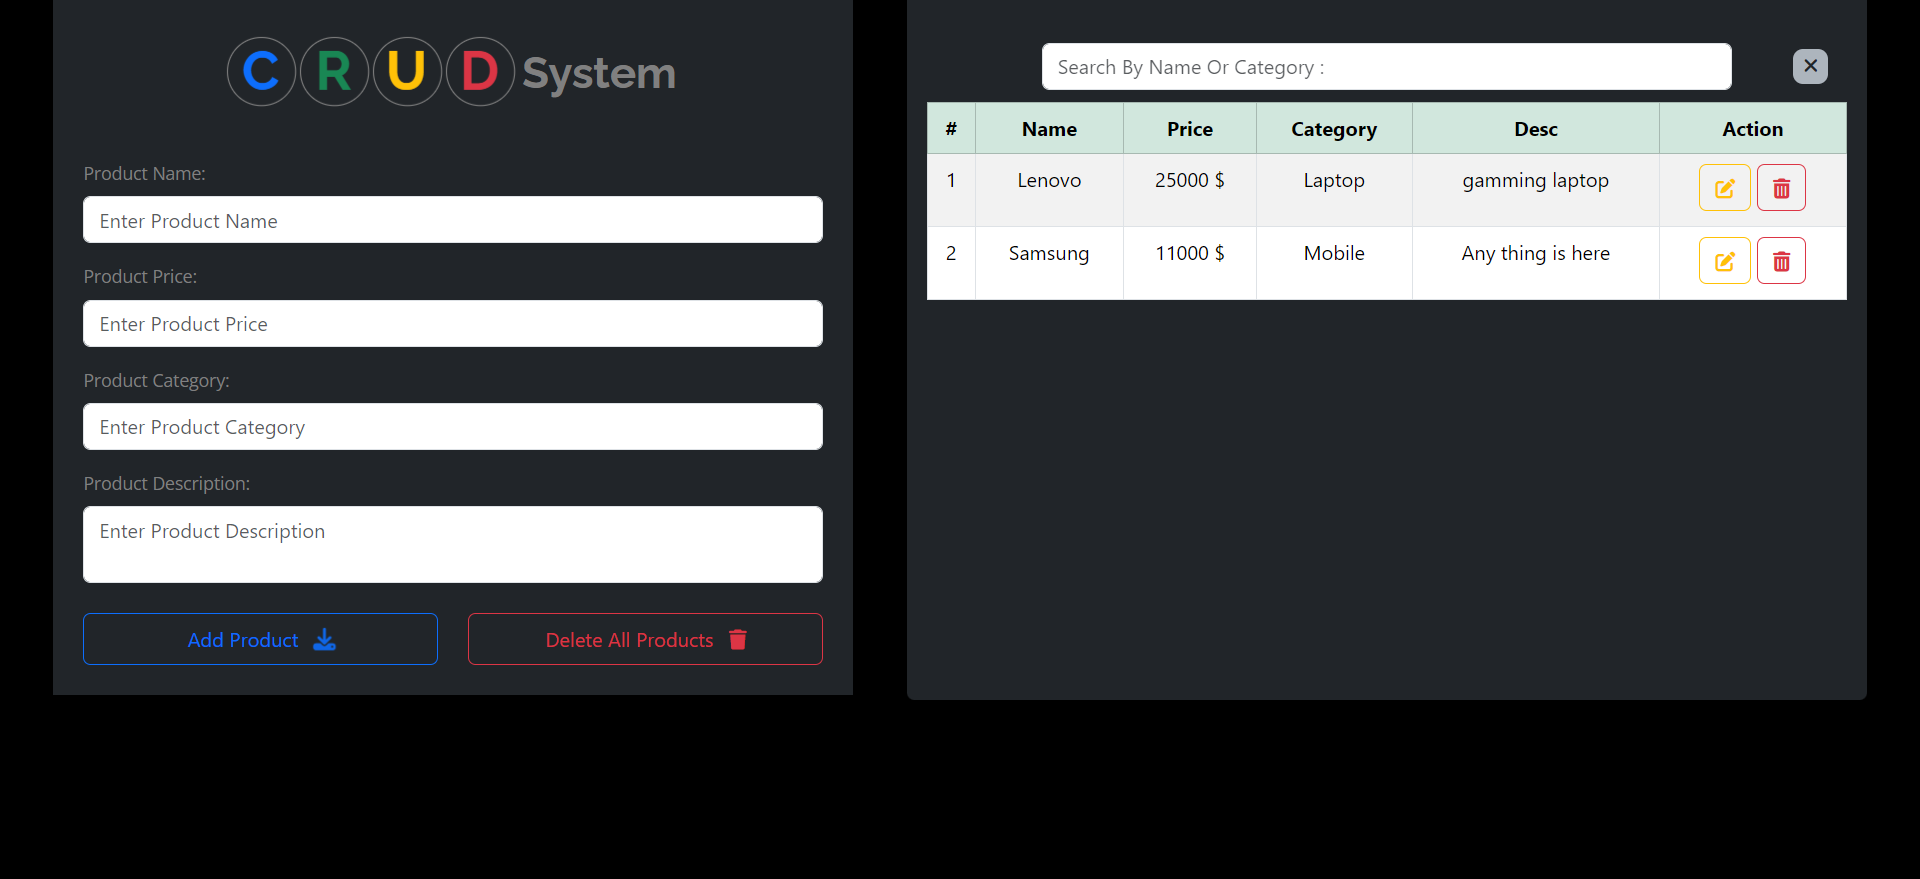 CRUD System
Product Name:
Enter Product Name
Product Price:
Enter Product Price
Product Category:
Enter Product Category
Product Description:
Enter Product Description
Add Product
Delete All Products
Search By Name Or Category :
# Name Price Category Desc Action
1 Lenovo 25000 $ Laptop gamming laptop
2 Samsung 11000 $ Mobile Any thing is here